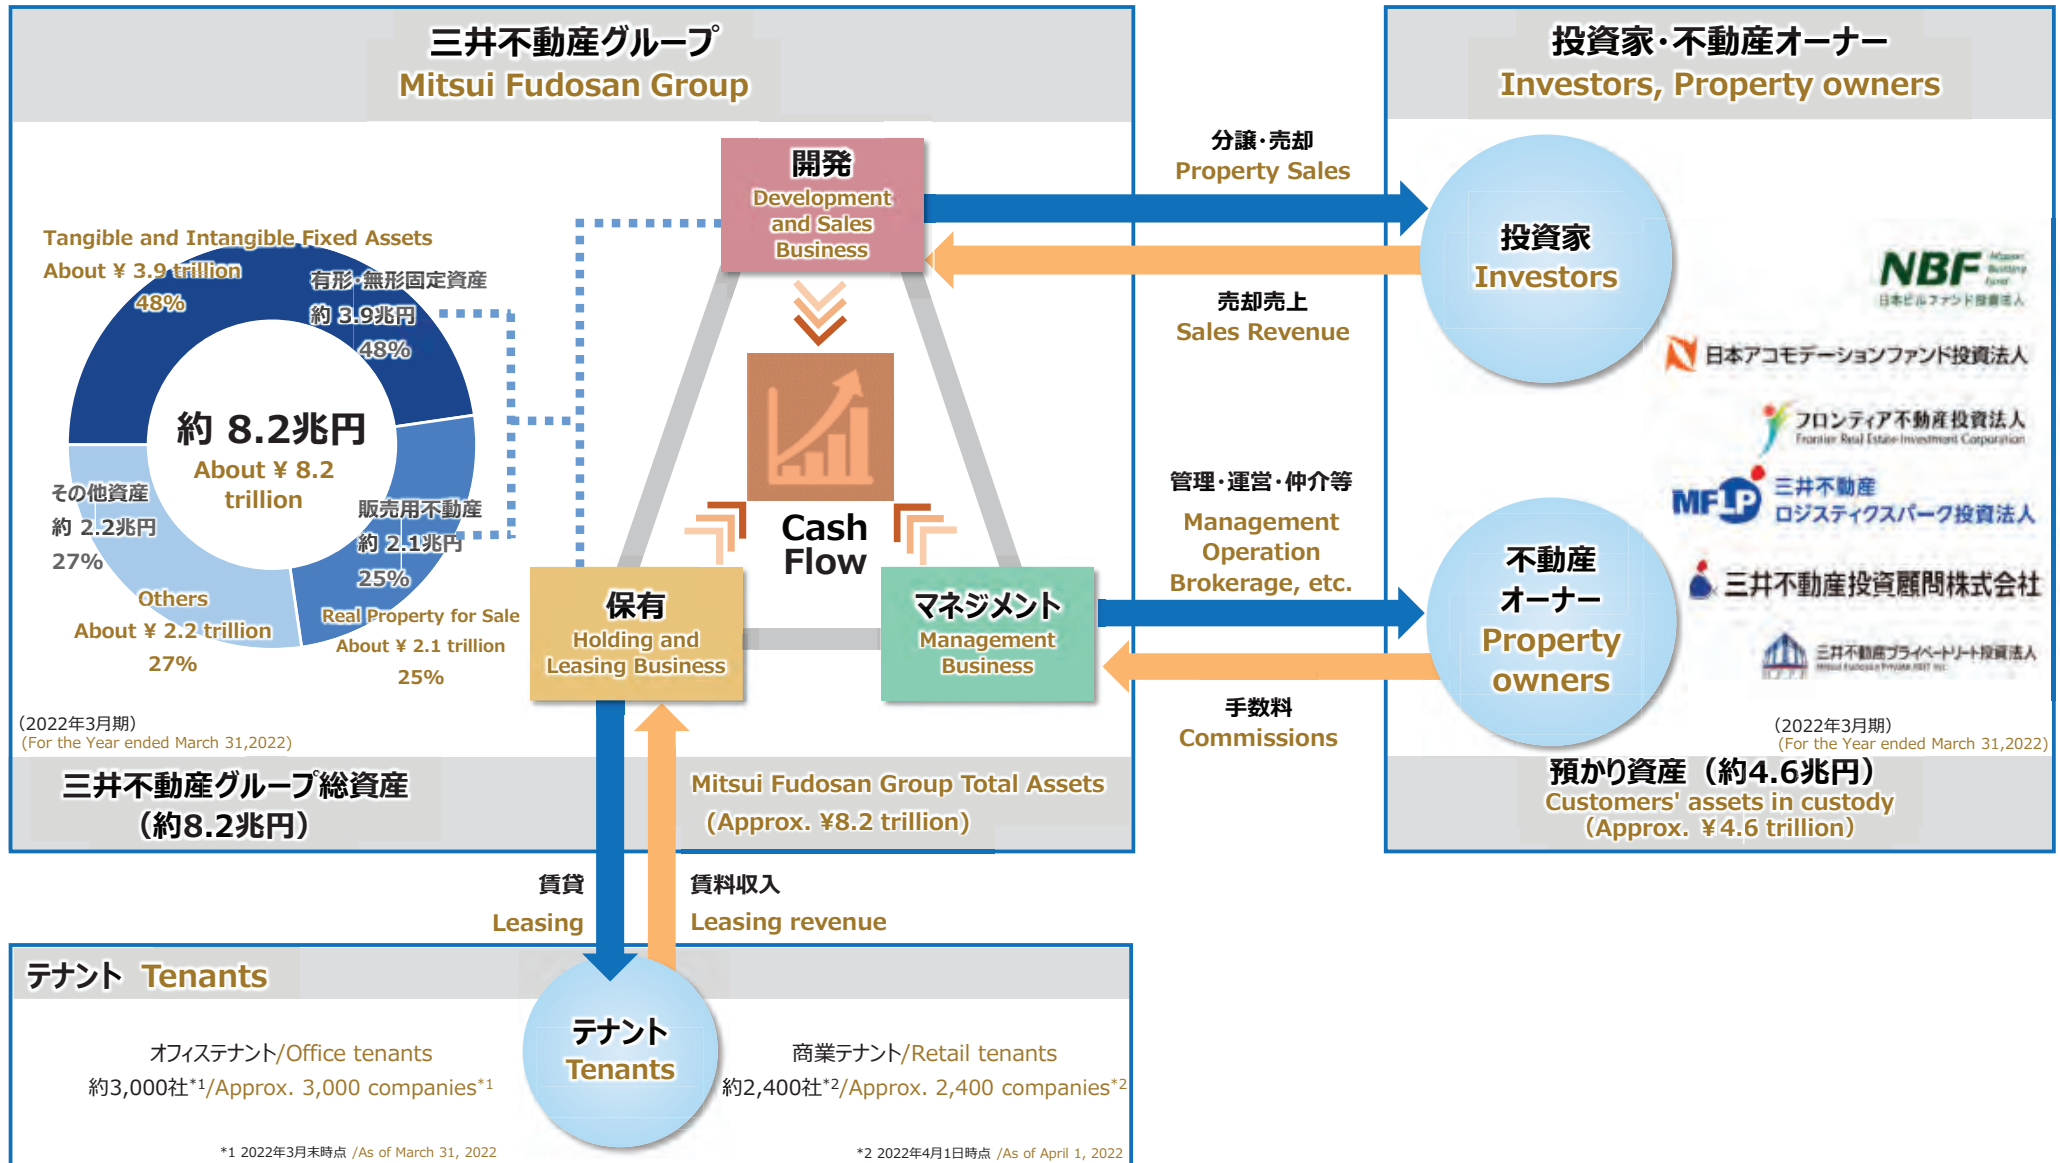 三井不動産グループ
Mitsui Fudosan Group
投資家･不動産オーナー
Investors, Property owners
開発
Development
and Sales
Business
分譲･売却
Property Sales
売却売上
Sales Revenue
投資家
Investors
Tangible and Intangible Fixed Assets
About ¥ 3.9 trillion
48%
有形･無形固定資産
約 3.9兆円
48%
約 8.2兆円
About ¥ 8.2
trillion
その他資産
約 2.2兆円
27%
Others
About ¥ 2.2 trillion
27%
販売用不動産
約 2.1兆円
25%
Real Property for Sale
About ¥ 2.1 trillion
25%
Cash
Flow
保有
Holding and
Leasing Business
マネジメント
Management
Business
管理･運営･仲介等
Management
Operation
Brokerage, etc.
手数料
Commissions
不動産
オーナー
Property
owners
NBF
日本ビルファンド投資法人
日本アコモデーションファンド投資法人
フロンティア不動産投資法人
Frontier Real Estate Investment Corporation
MFLP 三井不動産
ロジスティクスパーク投資法人
三井不動産投資顧問株式会社
三井不動産プライベートリート投資法人
（2022年3月期）
(For the Year ended March 31,2022)
（2022年3月期）
(For the Year ended March 31,2022)
三井不動産グループ総資産
（約8.2兆円）
Mitsui Fudosan Group Total Assets
(Approx. ¥8.2 trillion)
預かり資産（約4.6兆円）
Customers' assets in custody
（Approx. ¥4.6 trillion）
賃貸
Leasing
賃料収入
Leasing revenue
テナント Tenants
テナント
Tenants
オフィステナント/Office tenants
約3,000社*1/Approx. 3,000 companies*1
*1 2022年3月末時点 /As of March 31, 2022
商業テナント/Retail tenants
約2,400社*2/Approx. 2,400 companies*2
*2 2022年4月1日時点 /As of April 1, 2022